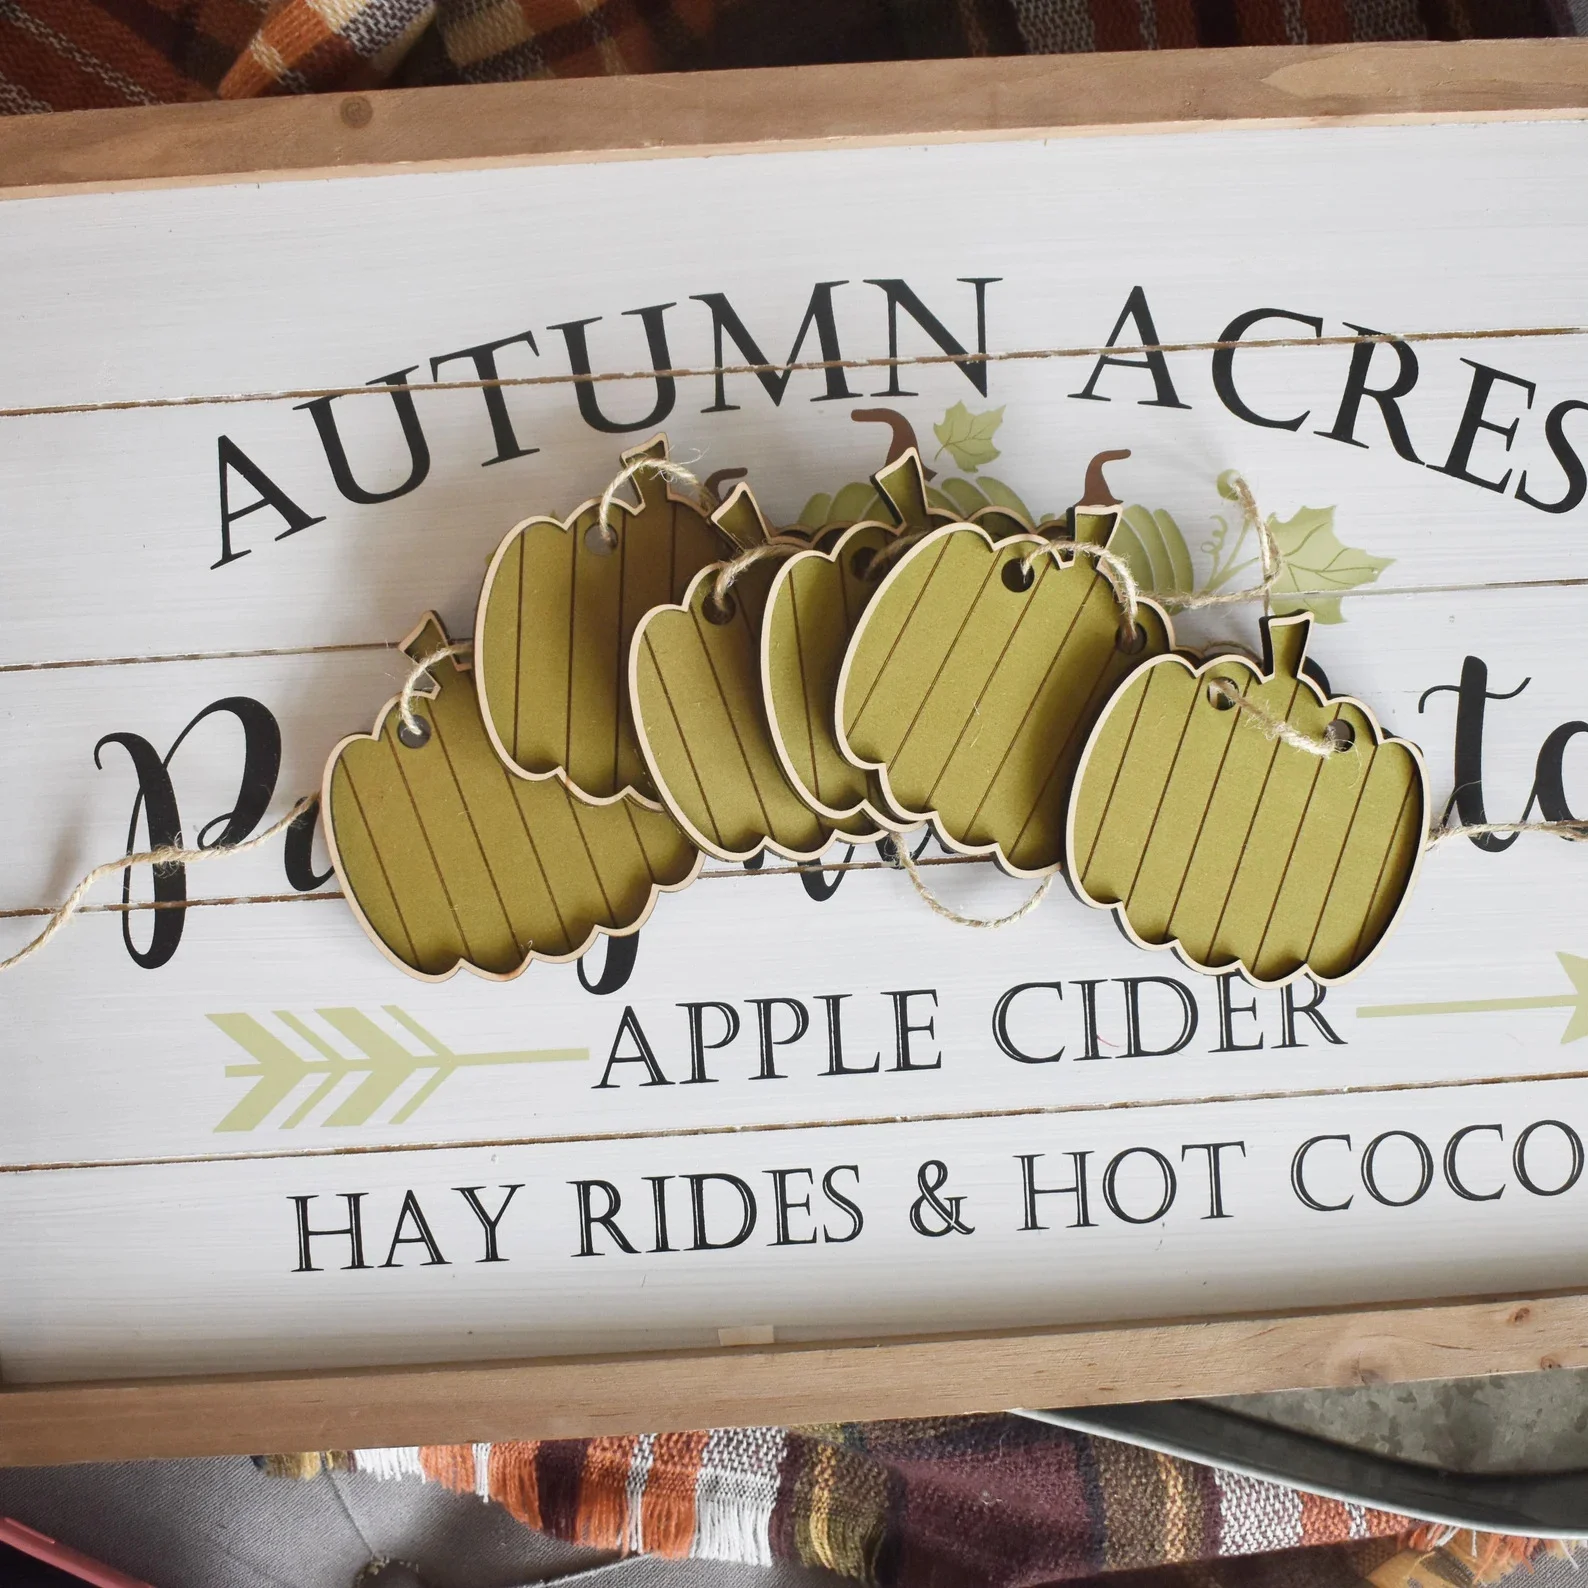 AUTUMN ACRES
APPLE CIDER
HAY RIDES & HOT COCO